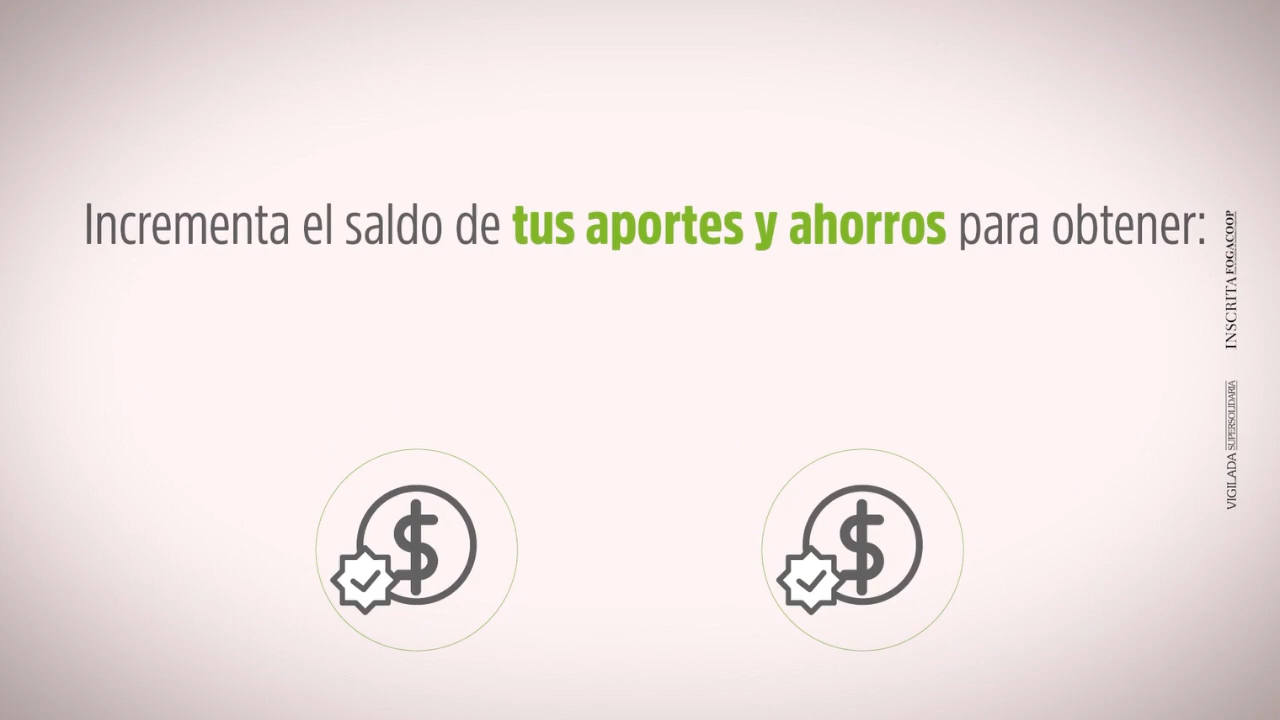 Incrementa el saldo de tus aportes y ahorros para obtener:
INSCRITA FOGACOOP
VIGILADA SUPERSOLIDARIA